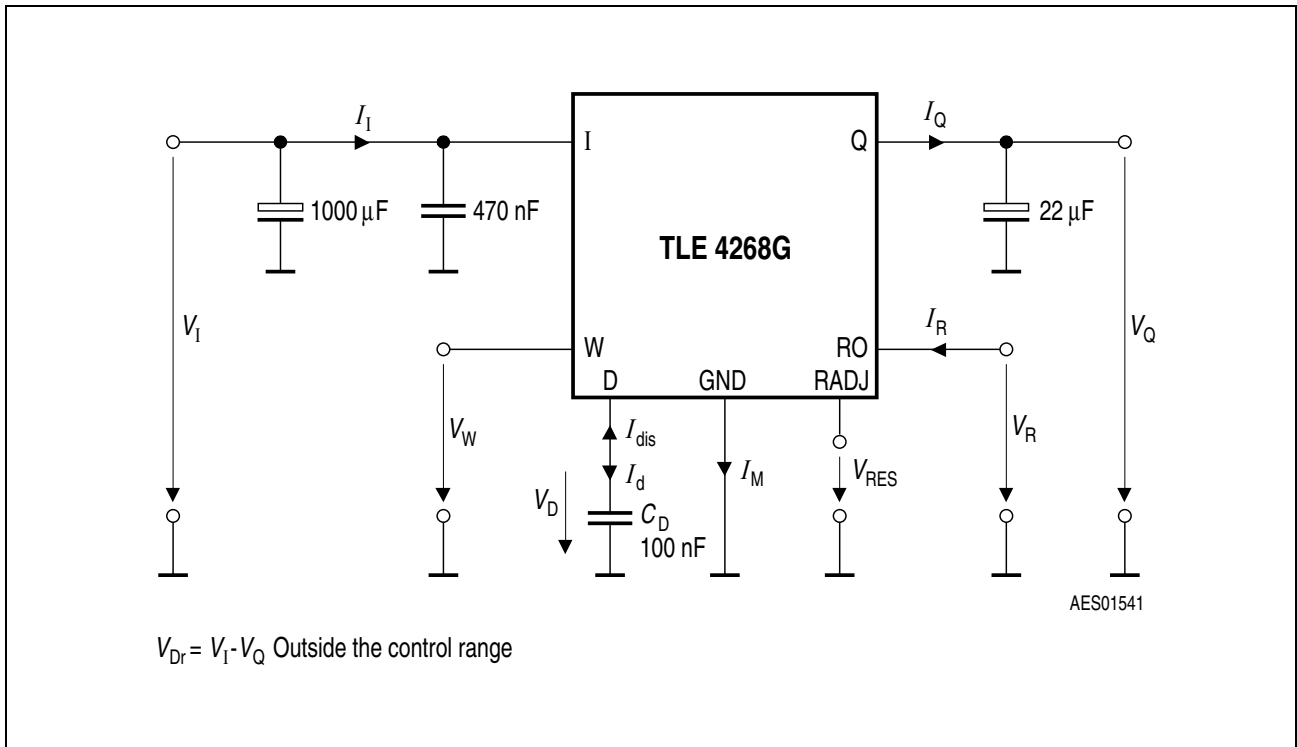 I_I
I_Q
I
Q
1000 μF
470 nF
22 μF
TLE 4268G
V_I
I_R
V_Q
W
RO
D
GND
RADJ
V_W
I_dis
V_R
I_d
I_M
V_RES
V_D
C_D
100 nF
AES01541
V_Dr = V_I-V_Q Outside the control range